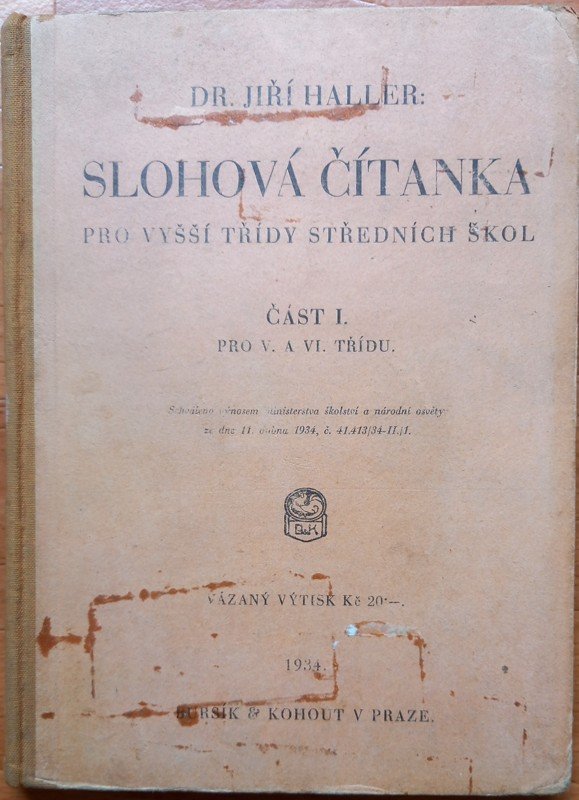 DR. JIŘÍ HALLER:
SLOHOVÁ ČÍTANKA
PRO VYŠŠÍ TŘÍDY STŘEDNÍCH ŠKOL
ČÁST I.
PRO V. A VI. TŘÍDU.
Schváleno výnosem ministerstva školství a národní osvěty
ze dne 11. dubna 1934, č. 41.413/34-II./1.
B&K
VÁZANÝ VÝTISK Kč 20·—.
1934.
BURSÍK & KOHOUT V PRAZE.